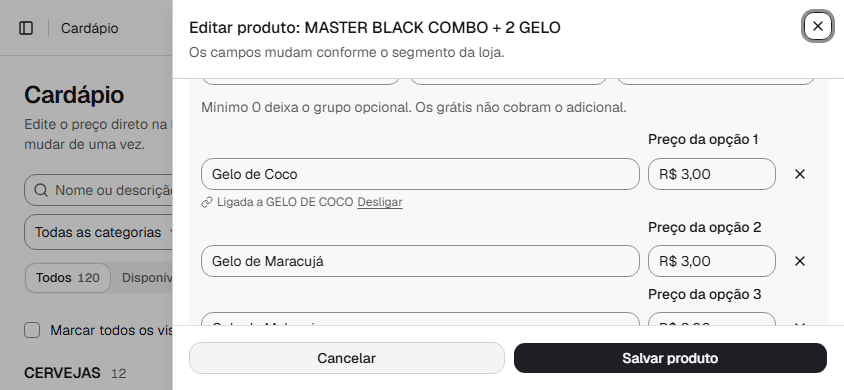 Cardápio
Editar produto: MASTER BLACK COMBO + 2 GELO
Os campos mudam conforme o segmento da loja.
Cardápio
Edite o preço direto na
mudar de uma vez.
Nome ou descrição
Todas as categorias
Todos 120
Disponív
Marcar todos os vis
CERVEJAS 12
Mínimo 0 deixa o grupo opcional. Os grátis não cobram o adicional.
Preço da opção 1
Gelo de Coco
R$ 3,00
Ligada a GELO DE COCO Desligar
Preço da opção 2
Gelo de Maracujá
R$ 3,00
Preço da opção 3
Cancelar
Salvar produto